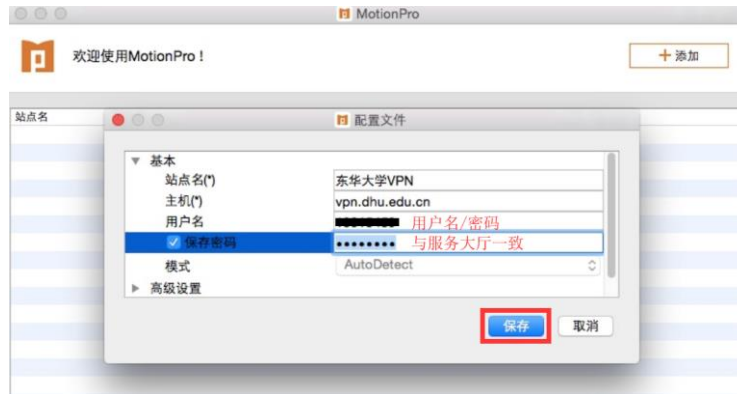 MotionPro
欢迎使用MotionPro！
添加
站点名
配置文件
基本
站点名(*) 东华大学VPN
主机(*) vpn.dhu.edu.cn
用户名 用户名/密码
保存密码 •••••••• 与服务大厅一致
模式 AutoDetect
高级设置
保存 取消